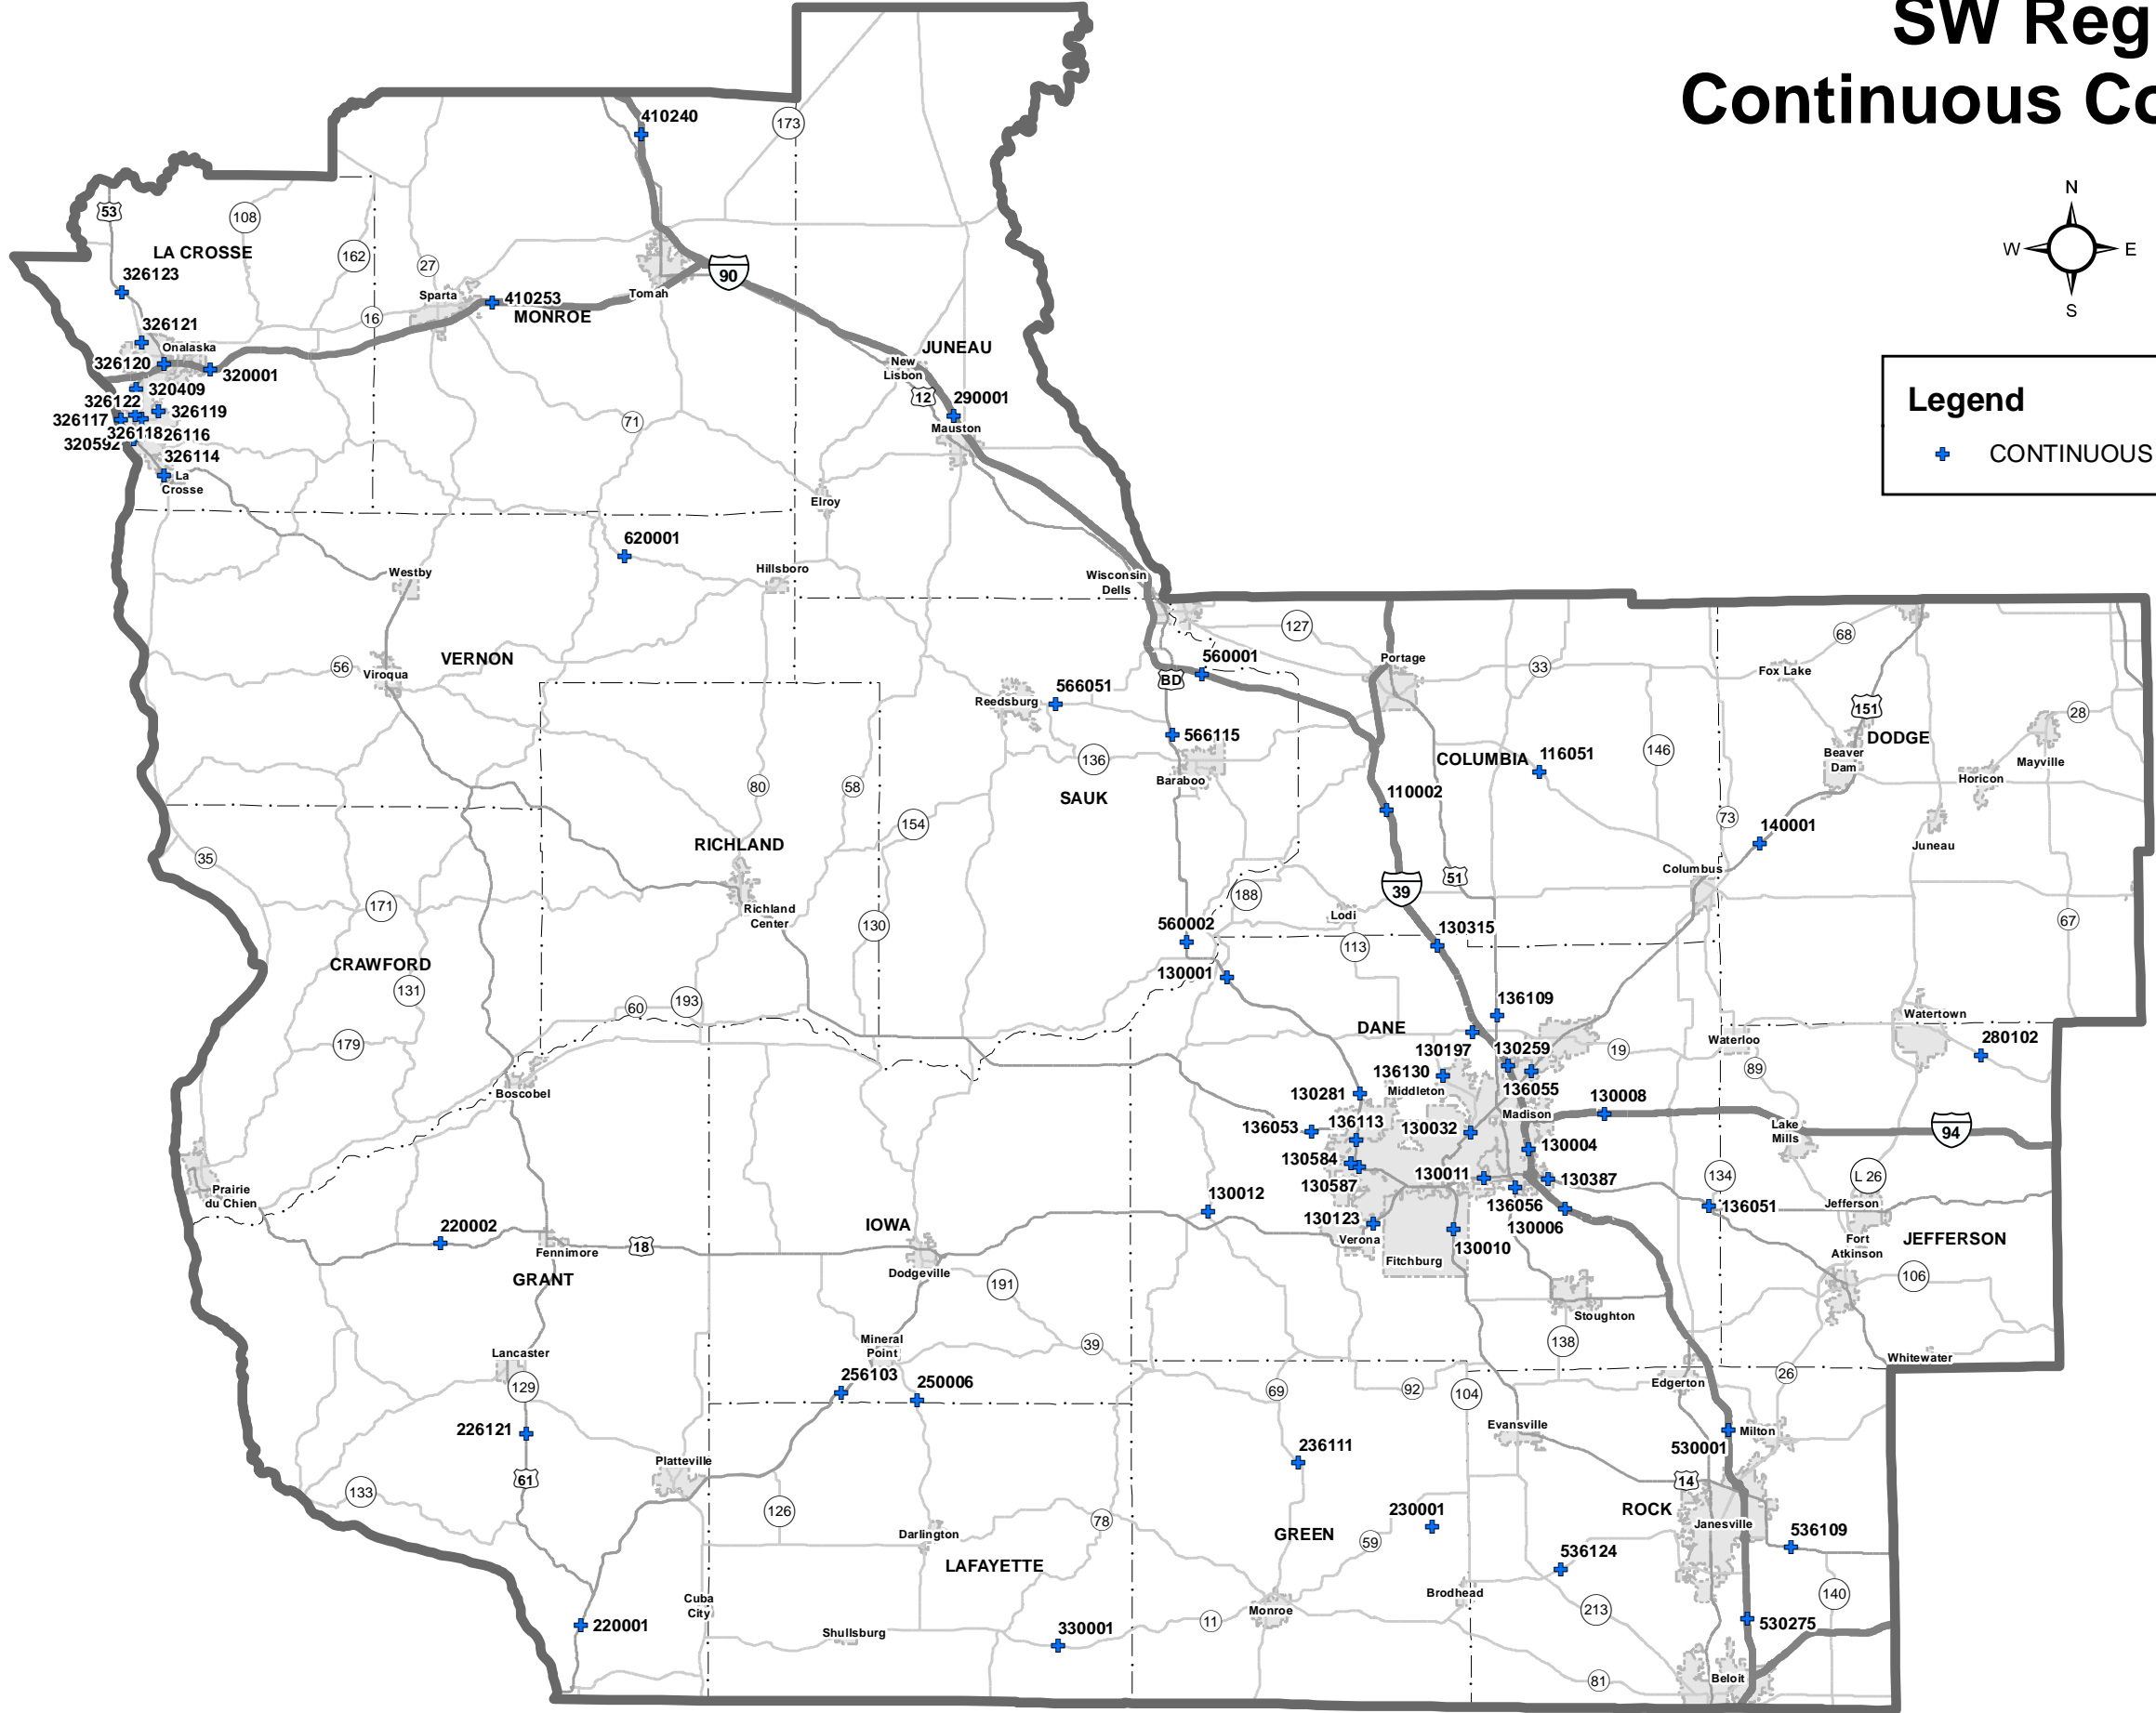 SW Reg
Continuous Co
N
W E
S
Legend
CONTINUOUS
410240
173
53
108
LA CROSSE
162
27
326123
90
Sparta
410253
Tomah
MONROE
16
326121
Onalaska
326120
320001
JUNEAU
New
Lisbon
12
320409
326122
326119
326117
290001
71
Mauston
326118
26116
320592
326114
La
Crosse
Elroy
620001
Westby
Hillsboro
Wisconsin
Dells
127
68
VERNON
56
Viroqua
560001
Portage
33
Fox Lake
BD
566051
Reedsburg
151
28
566115
DODGE
136
Baraboo
COLUMBIA
116051
146
Beaver
Dam
Mayville
Horicon
80
58
SAUK
110002
154
73
140001
RICHLAND
Juneau
35
Columbus
51
39
188
171
Richland
Center
130
Lodi
67
560002
113
130315
CRAWFORD
130001
131
193
60
136109
DANE
Watertown
179
130197
130259
19
Waterloo
280102
136130
89
Middleton
136055
Boscobel
130281
130008
Madison
136053
136113
130032
Lake
Mills
94
130004
130584
130011
130387
134
L 26
Prairie
du Chien
130587
130012
136056
136051
Jefferson
220002
IOWA
130123
130006
Fort
Atkinson
JEFFERSON
Verona
130010
18
Fennimore
Fitchburg
Dodgeville
GRANT
191
106
Stoughton
Mineral
Point
39
138
Lancaster
Whitewater
256103
26
129
250006
69
92
104
Edgerton
226121
Evansville
Milton
236111
530001
Platteville
61
14
133
126
230001
ROCK
78
Janesville
Darlington
GREEN
536109
59
536124
LAFAYETTE
Brodhead
140
Cuba
City
213
Monroe
11
220001
330001
530275
Shullsburg
81
Beloit